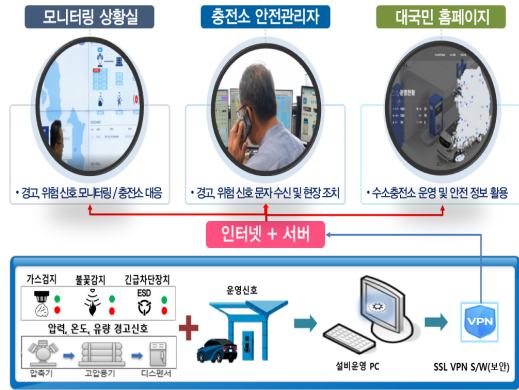 모니터링 상황실
충전소 안전관리자
대국민 홈페이지
• 경고, 위험 신호 모니터링 / 충전소 대응
• 경고, 위험 신호 문자 수신 및 현장 조치
• 수소충전소 운영 및 안전 정보 활용
인터넷 + 서버
가스검지
불꽃감지
긴급차단장치
ESD
압력, 온도, 유량 경고신호
압축기
고압용기
디스펜서
운영신호
설비운영 PC
VPN
SSL VPN S/W(보안)